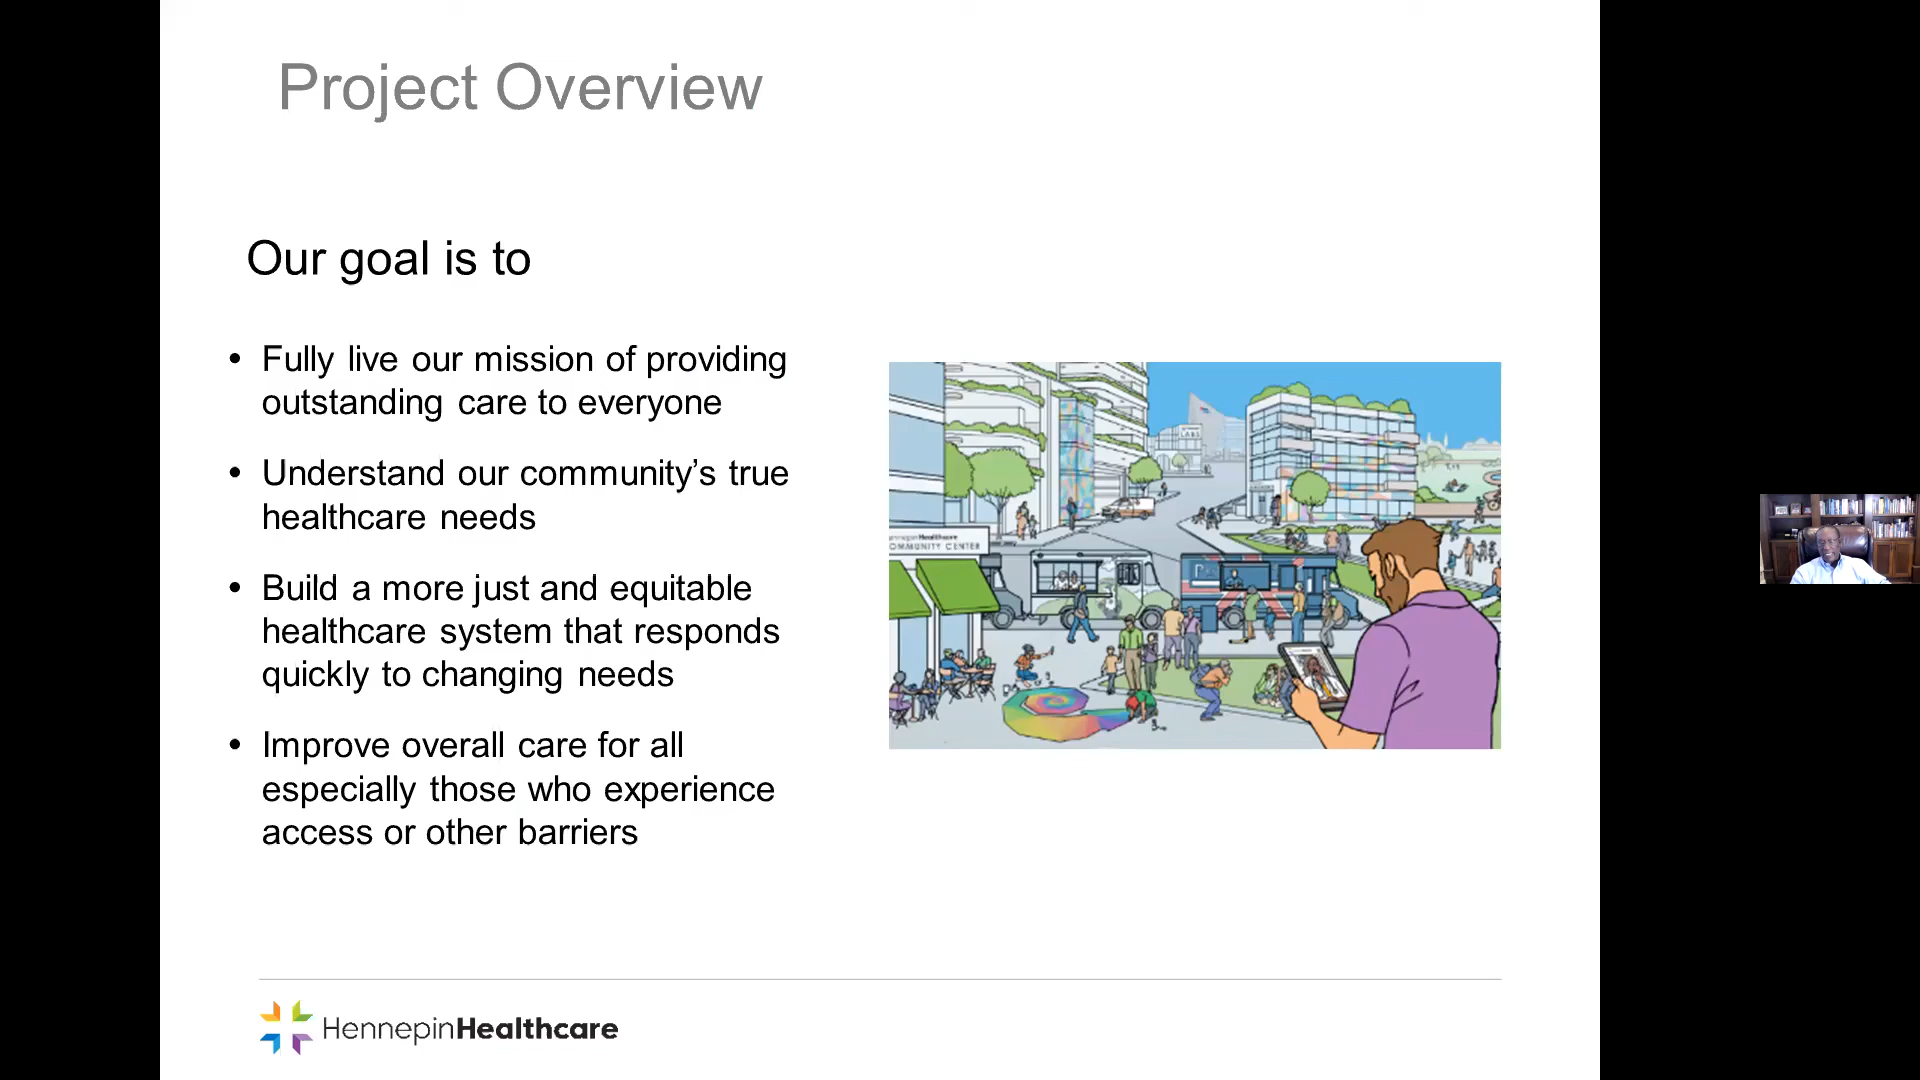 Project Overview
Our goal is to
• Fully live our mission of providing
outstanding care to everyone
• Understand our community’s true
healthcare needs
• Build a more just and equitable
healthcare system that responds
quickly to changing needs
• Improve overall care for all
especially those who experience
access or other barriers
LABS
HennepinHealthcare
COMMUNITY CENTER
HennepinHealthcare